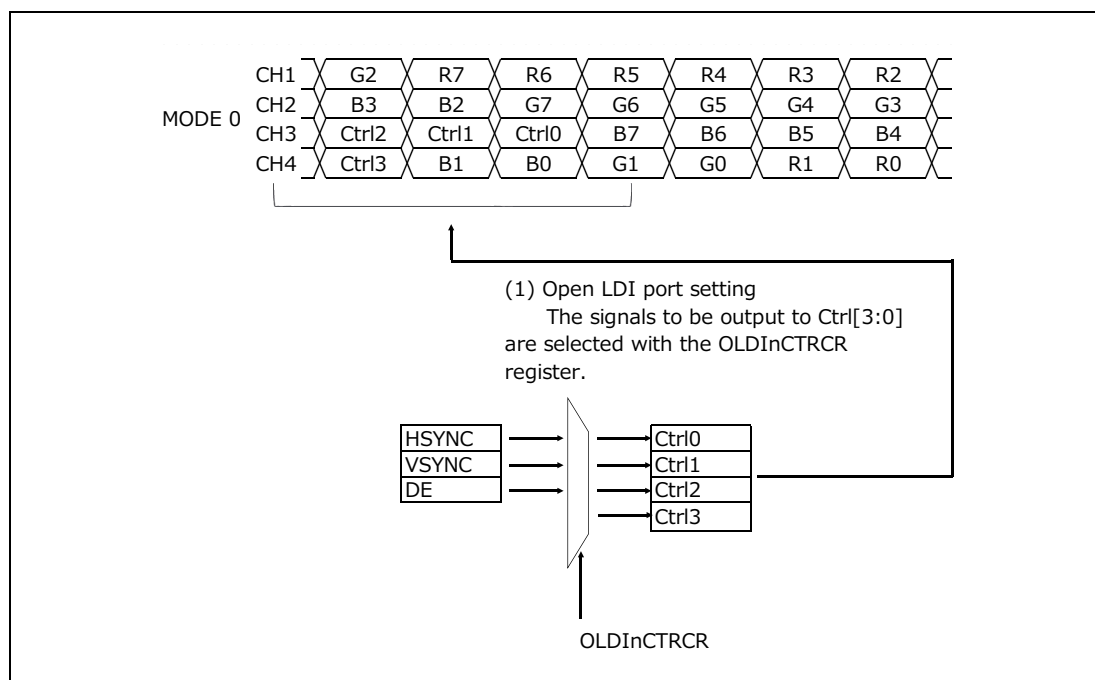 CH1 G2 R7 R6 R5 R4 R3 R2
MODE 0
CH2 B3 B2 G7 G6 G5 G4 G3
CH3 Ctrl2 Ctrl1 Ctrl0 B7 B6 B5 B4
CH4 Ctrl3 B1 B0 G1 G0 R1 R0
(1) Open LDI port setting
The signals to be output to Ctrl[3:0]
are selected with the OLDInCTRCR
register.
HSYNC Ctrl0
VSYNC Ctrl1
DE Ctrl2
Ctrl3
OLDInCTRCR